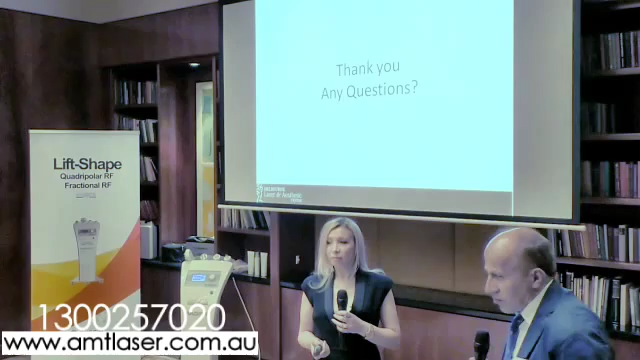 Thank you
Any Questions?
Lift-Shape
Quadripolar RF
Fractional RF
1300257020
www.amtlaser.com.au